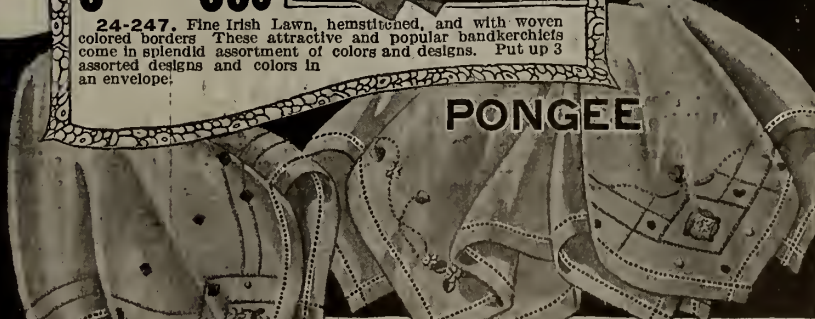 24-247. Fine Irish Lawn, hemstitched, and with woven
colored borders These attractive and popular bandkerchiefs
come in splendid assortment of colors and designs. Put up 3
assorted designs and colors in
an envelope.
PONGEE